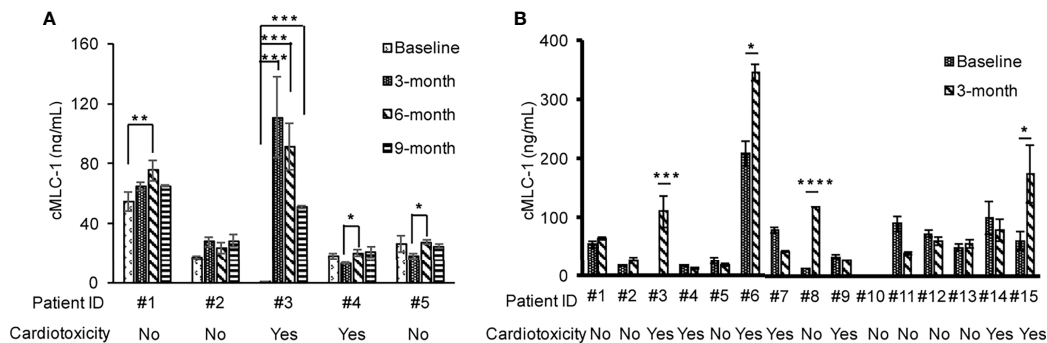 A
cMLC-1 (ng/mL)
160
120
80
40
0
**
***
***
***
*
*
Baseline
3-month
6-month
9-month
Patient ID #1 #2 #3 #4 #5
Cardiotoxicity No No Yes Yes No
B
cMLC-1 (ng/mL)
400
300
200
100
0
***
*
****
*
Baseline
3-month
Patient ID #1 #2 #3 #4 #5 #6 #7 #8 #9 #10 #11 #12 #13 #14 #15
Cardiotoxicity No No Yes Yes No Yes Yes No Yes No No No No Yes Yes